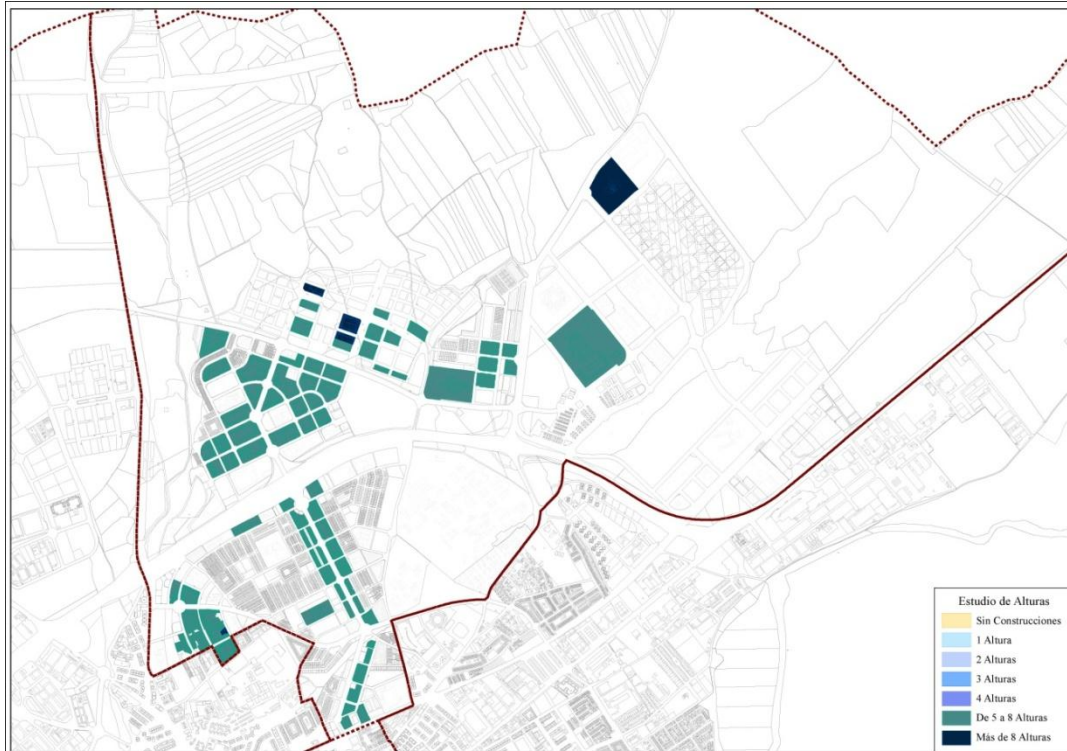 Estudio de Alturas
Sin Construcciones
1 Altura
2 Alturas
3 Alturas
4 Alturas
De 5 a 8 Alturas
Más de 8 Alturas